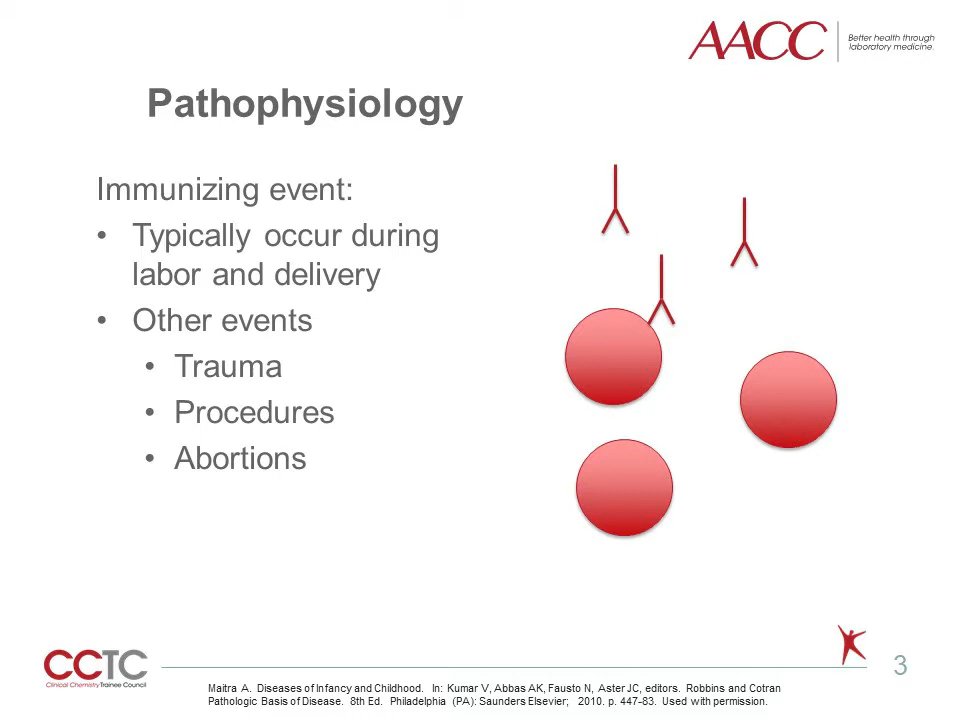 AACC
Better health through
laboratory medicine.
Pathophysiology
Immunizing event:
• Typically occur during
labor and delivery
• Other events
• Trauma
• Procedures
• Abortions
CCTC
Clinical Chemistry Trainee Council
3
Maitra A. Diseases of Infancy and Childhood. In: Kumar V, Abbas AK, Fausto N, Aster JC, editors. Robbins and Cotran
Pathologic Basis of Disease. 8th Ed. Philadelphia (PA): Saunders Elsevier; 2010. p. 447-83. Used with permission.